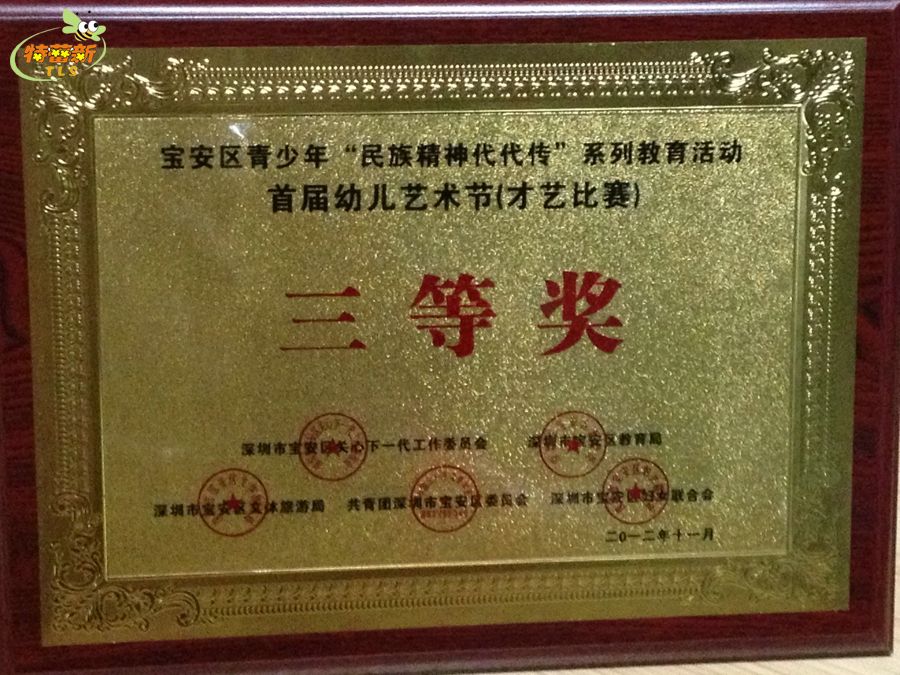 特蕾新
TLS
宝安区青少年“民族精神代代传”系列教育活动
首届幼儿艺术节(才艺比赛)
三等奖
深圳市宝安区关心下一代工作委员会 深圳市宝安区教育局
深圳市宝安区文体旅游局 共青团深圳市宝安区委员会 深圳市宝安区妇女联合会
二0一二年十一月